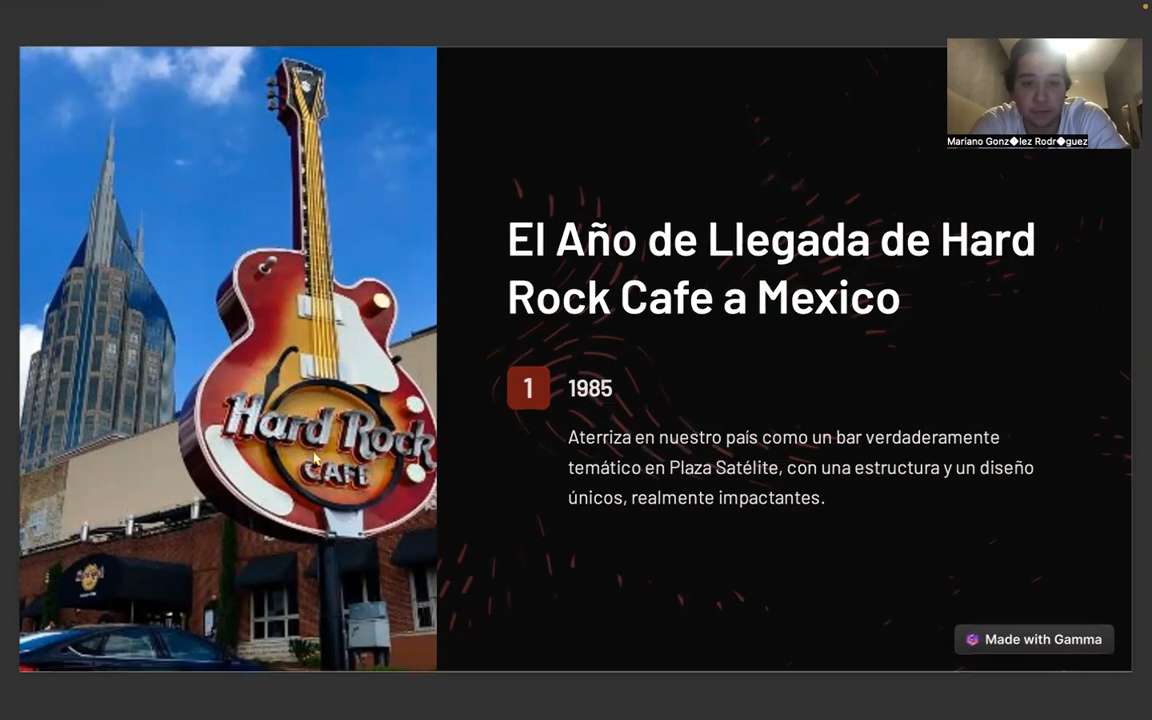 Mariano Gonz�lez Rodr�guez
El Año de Llegada de Hard
Rock Cafe a Mexico
1 1985
Aterriza en nuestro país como un bar verdaderamente
temático en Plaza Satélite, con una estructura y un diseño
únicos, realmente impactantes.
Hard Rock
CAFE
Made with Gamma